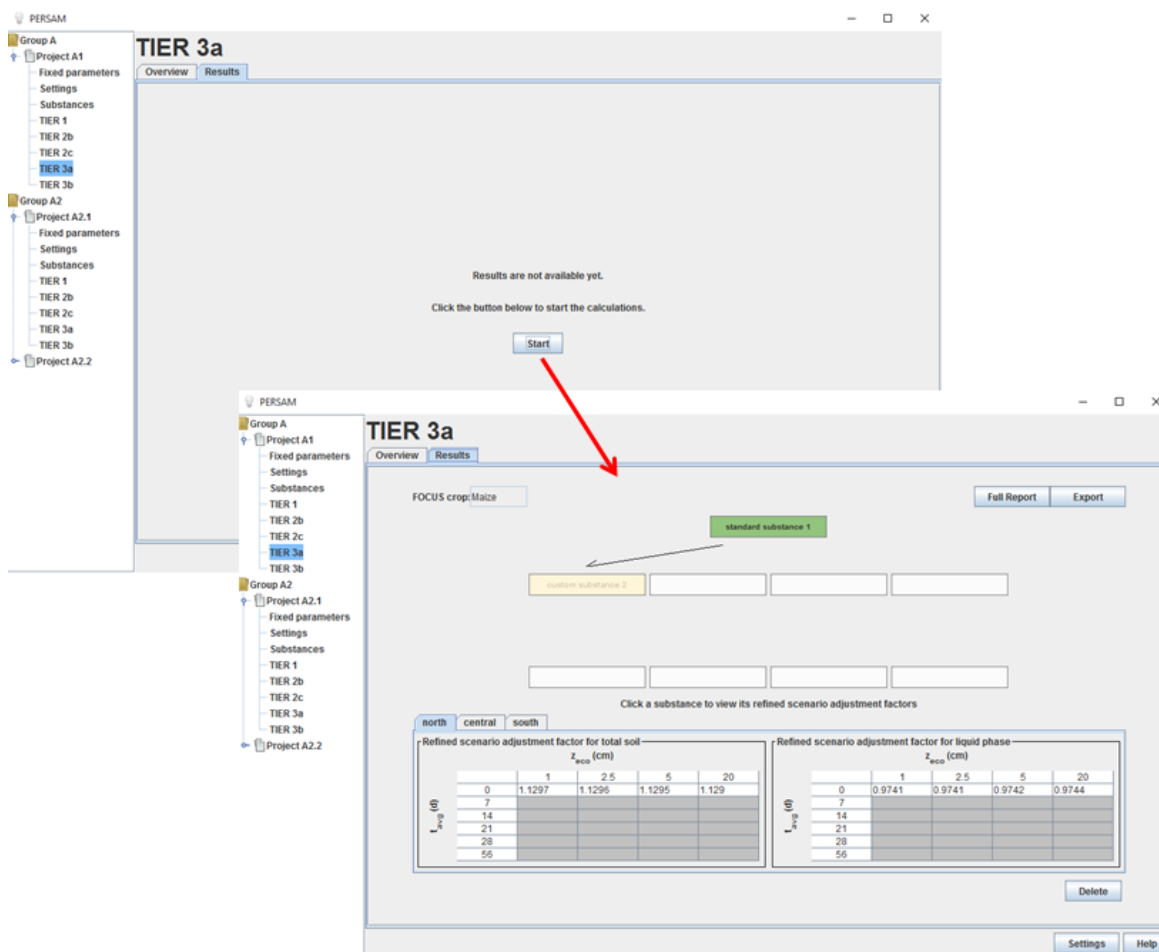 PERSAM
Group A
Project A1
Fixed parameters
Settings
Substances
TIER 1
TIER 2b
TIER 2c
TIER 3a
TIER 3b
Group A2
Project A2.1
Fixed parameters
Settings
Substances
TIER 1
TIER 2b
TIER 2c
TIER 3a
TIER 3b
Project A2.2
TIER 3a
Overview Results
Results are not available yet.
Click the button below to start the calculations.
Start
PERSAM
Group A
Project A1
Fixed parameters
Settings
Substances
TIER 1
TIER 2b
TIER 2c
TIER 3a
TIER 3b
Group A2
Project A2.1
Fixed parameters
Settings
Substances
TIER 1
TIER 2b
TIER 2c
TIER 3a
TIER 3b
Project A2.2
TIER 3a
Overview Results
FOCUS crop: Maize
Full Report Export
standard substance 1
custom substance 2
Click a substance to view its refined scenario adjustment factors
north central south
Refined scenario adjustment factor for total soil
zeco (cm)
1 2.5 5 20
0 1.1297 1.1296 1.1295 1.129
7
14
21
28
56
tavg (d)
Refined scenario adjustment factor for liquid phase
zeco (cm)
1 2.5 5 20
0 0.9741 0.9741 0.9742 0.9744
7
14
21
28
56
tavg (d)
Delete
Settings Help